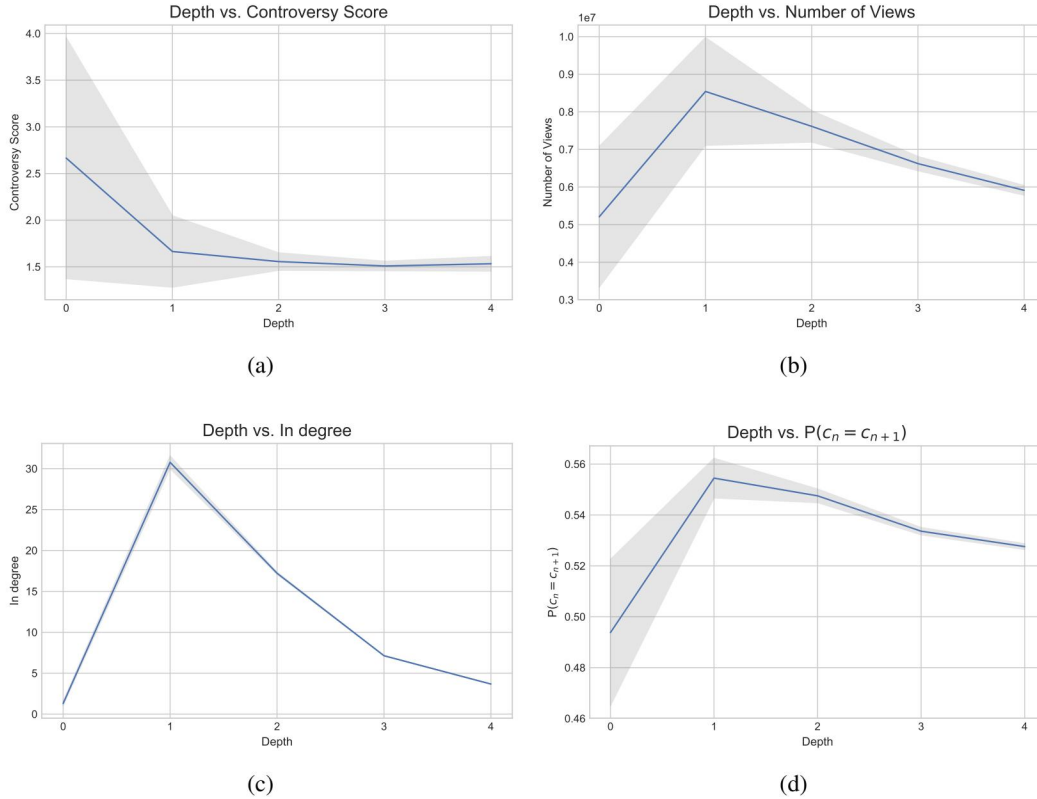 Depth vs. Controversy Score
4.0
3.5
3.0
2.5
2.0
1.5
Controversy Score
0 1 2 3 4
Depth
(a)
Depth vs. Number of Views
1e7
1.0
0.9
0.8
0.7
0.6
0.5
0.4
0.3
Number of Views
0 1 2 3 4
Depth
(b)
Depth vs. In degree
30
25
20
15
10
5
0
In degree
0 1 2 3 4
Depth
(c)
Depth vs. P(cₙ = cₙ₊₁)
0.56
0.54
0.52
0.50
0.48
0.46
P(cₙ = cₙ₊₁)
0 1 2 3 4
Depth
(d)